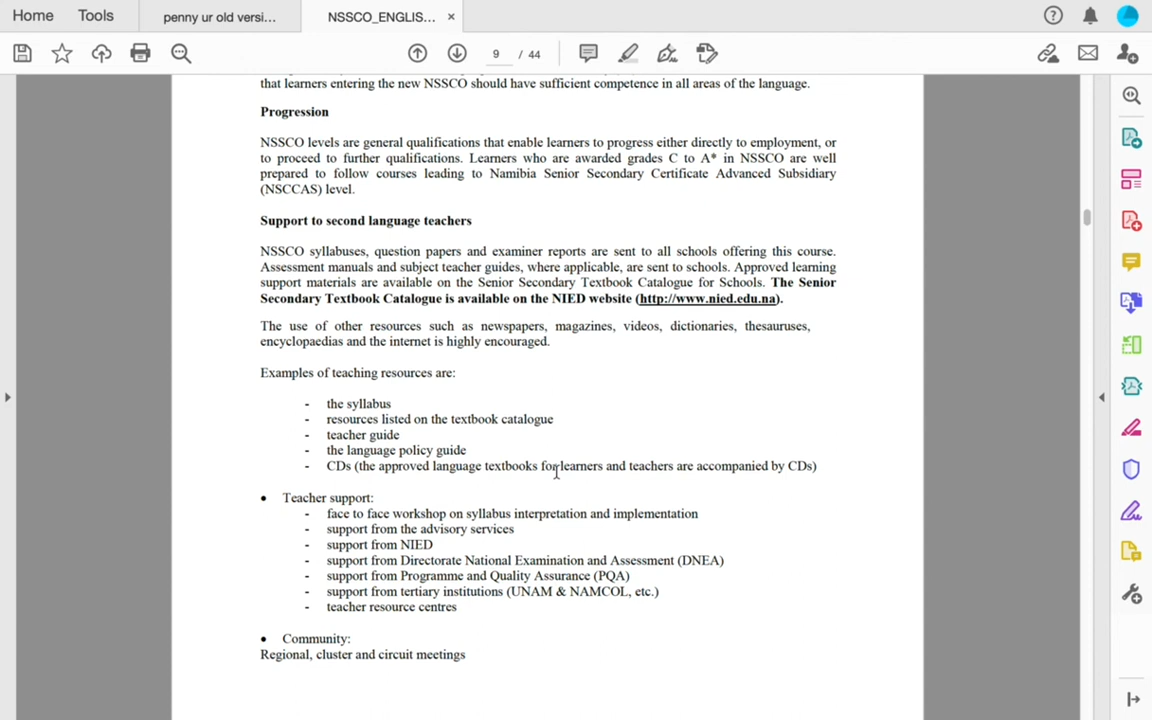 Home Tools penny ur old versi... NSSCO_ENGLIS... ×
9 / 44
that learners entering the new NSSCO should have sufficient competence in all areas of the language.
Progression
NSSCO levels are general qualifications that enable learners to progress either directly to employment, or
to proceed to further qualifications. Learners who are awarded grades C to A* in NSSCO are well
prepared to follow courses leading to Namibia Senior Secondary Certificate Advanced Subsidiary
(NSCCAS) level.
Support to second language teachers
NSSCO syllabuses, question papers and examiner reports are sent to all schools offering this course.
Assessment manuals and subject teacher guides, where applicable, are sent to schools. Approved learning
support materials are available on the Senior Secondary Textbook Catalogue for Schools. The Senior
Secondary Textbook Catalogue is available on the NIED website (http://www.nied.edu.na).
The use of other resources such as newspapers, magazines, videos, dictionaries, thesauruses,
encyclopaedias and the internet is highly encouraged.
Examples of teaching resources are:
- the syllabus
- resources listed on the textbook catalogue
- teacher guide
- the language policy guide
- CDs (the approved language textbooks for learners and teachers are accompanied by CDs)
• Teacher support:
- face to face workshop on syllabus interpretation and implementation
- support from the advisory services
- support from NIED
- support from Directorate National Examination and Assessment (DNEA)
- support from Programme and Quality Assurance (PQA)
- support from tertiary institutions (UNAM & NAMCOL, etc.)
- teacher resource centres
• Community:
Regional, cluster and circuit meetings